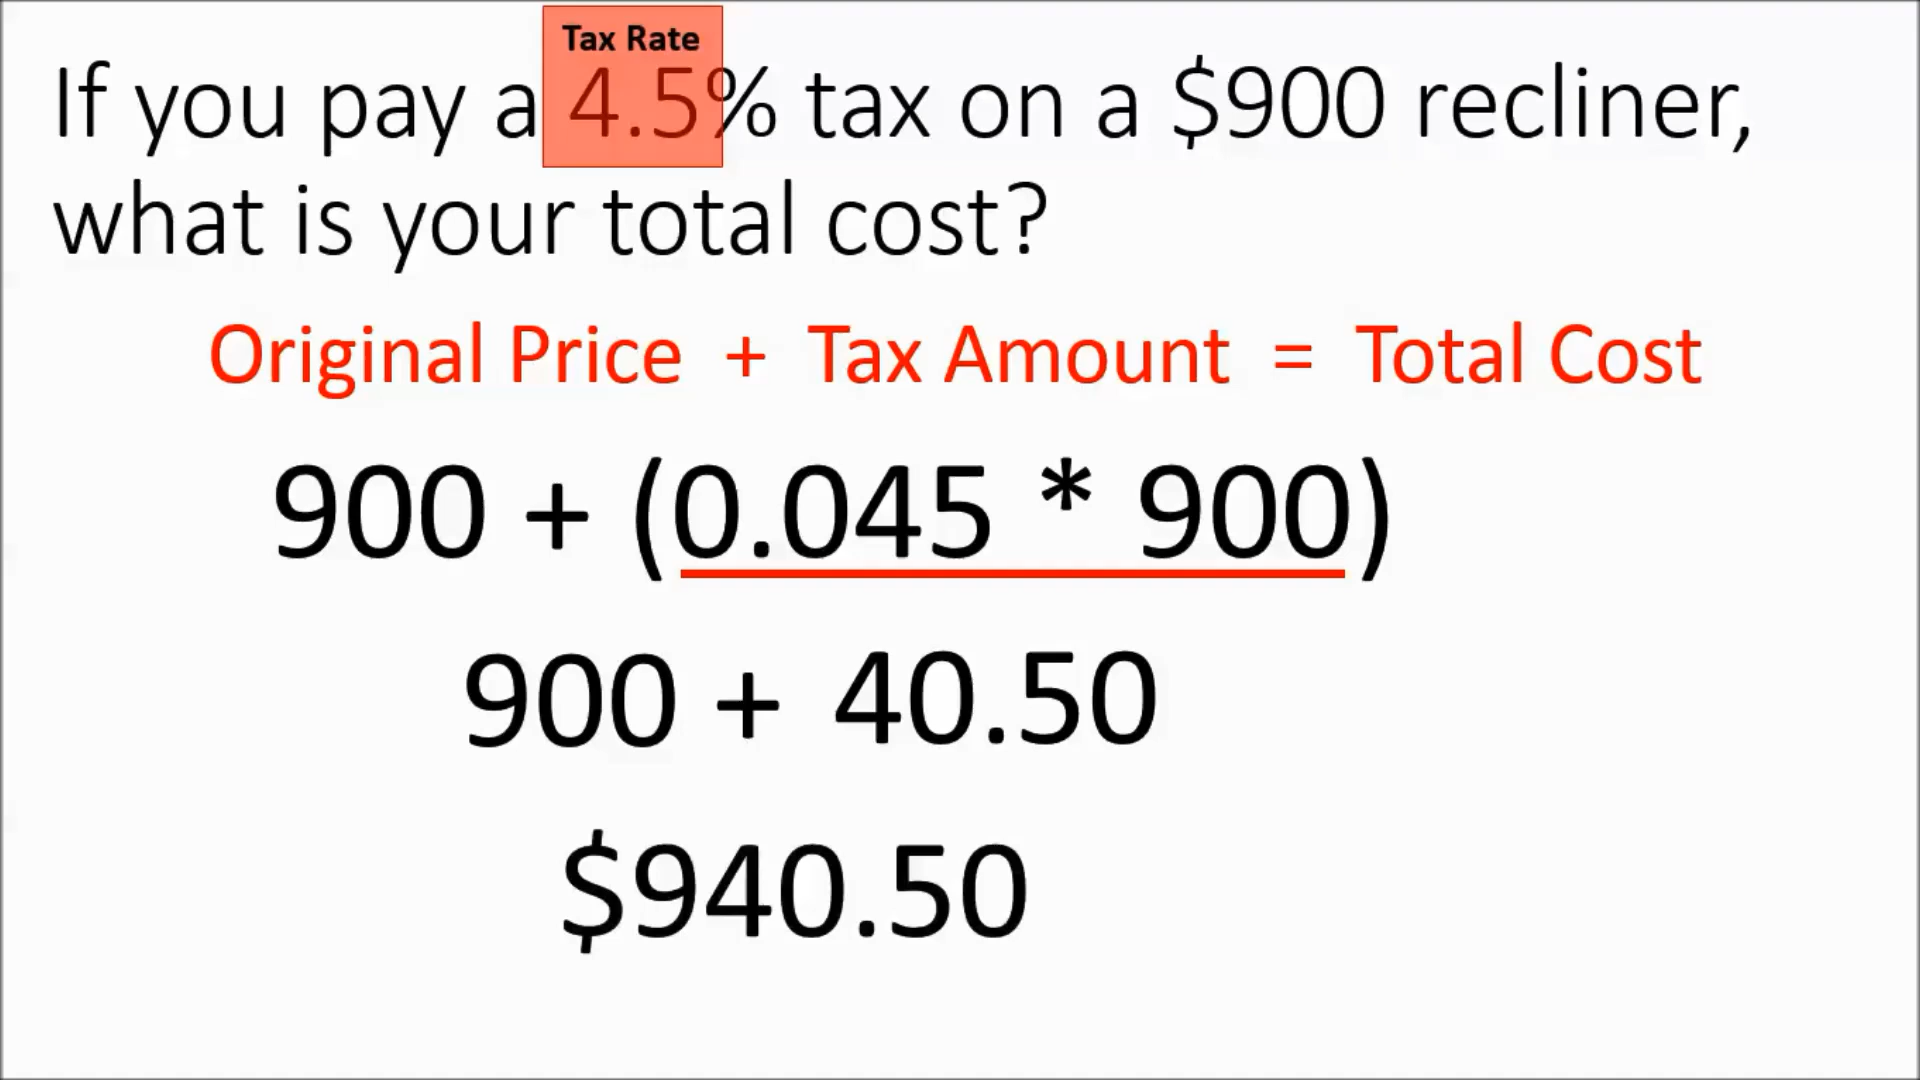 Tax Rate
If you pay a 4.5% tax on a $900 recliner,
what is your total cost?
Original Price + Tax Amount = Total Cost
900 + (0.045 * 900)
900 + 40.50
$940.50